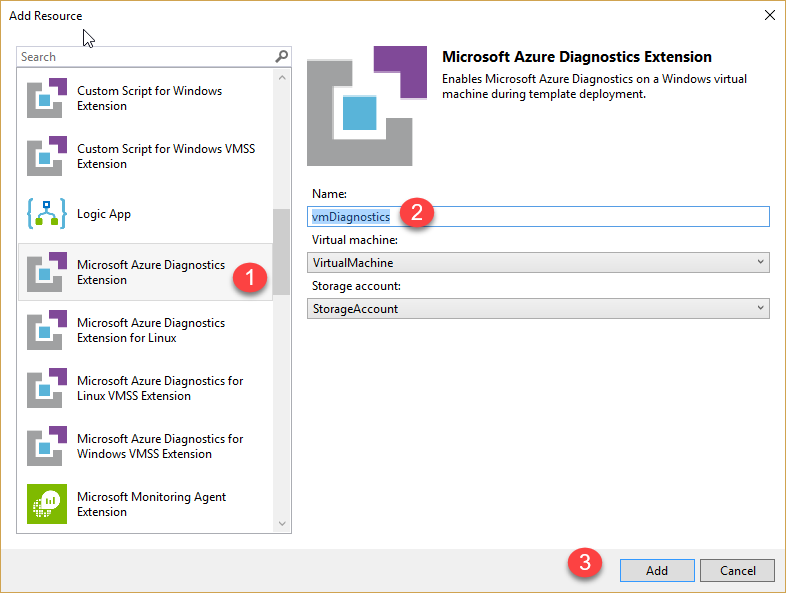 Add Resource
Search
Custom Script for Windows
Extension
Custom Script for Windows VMSS
Extension
Logic App
Microsoft Azure Diagnostics
Extension
1
Microsoft Azure Diagnostics
Extension for Linux
Microsoft Azure Diagnostics for
Linux VMSS Extension
Microsoft Azure Diagnostics for
Windows VMSS Extension
Microsoft Monitoring Agent
Extension
Microsoft Azure Diagnostics Extension
Enables Microsoft Azure Diagnostics on a Windows virtual
machine during template deployment.
Name:
vmDiagnostics
2
Virtual machine:
VirtualMachine
Storage account:
StorageAccount
3
Add
Cancel